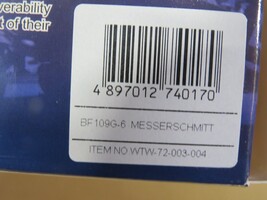 verability
t of their
4 897012 740170
BF109G-6 MESSERSCHMITT
ITEM NO.WTW-72-003-004